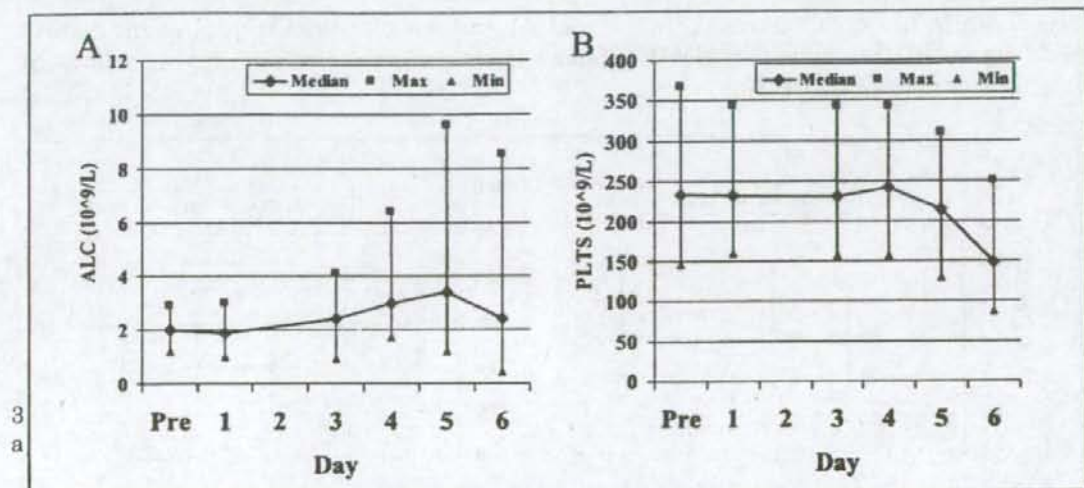 A
12
10
8
6
4
2
0
ALC (10^9/L)
Median Max Min
Pre 1 2 3 4 5 6
Day
B
400
350
300
250
200
150
100
50
0
PLTS (10^9/L)
Median Max Min
Pre 1 2 3 4 5 6
Day
3
a